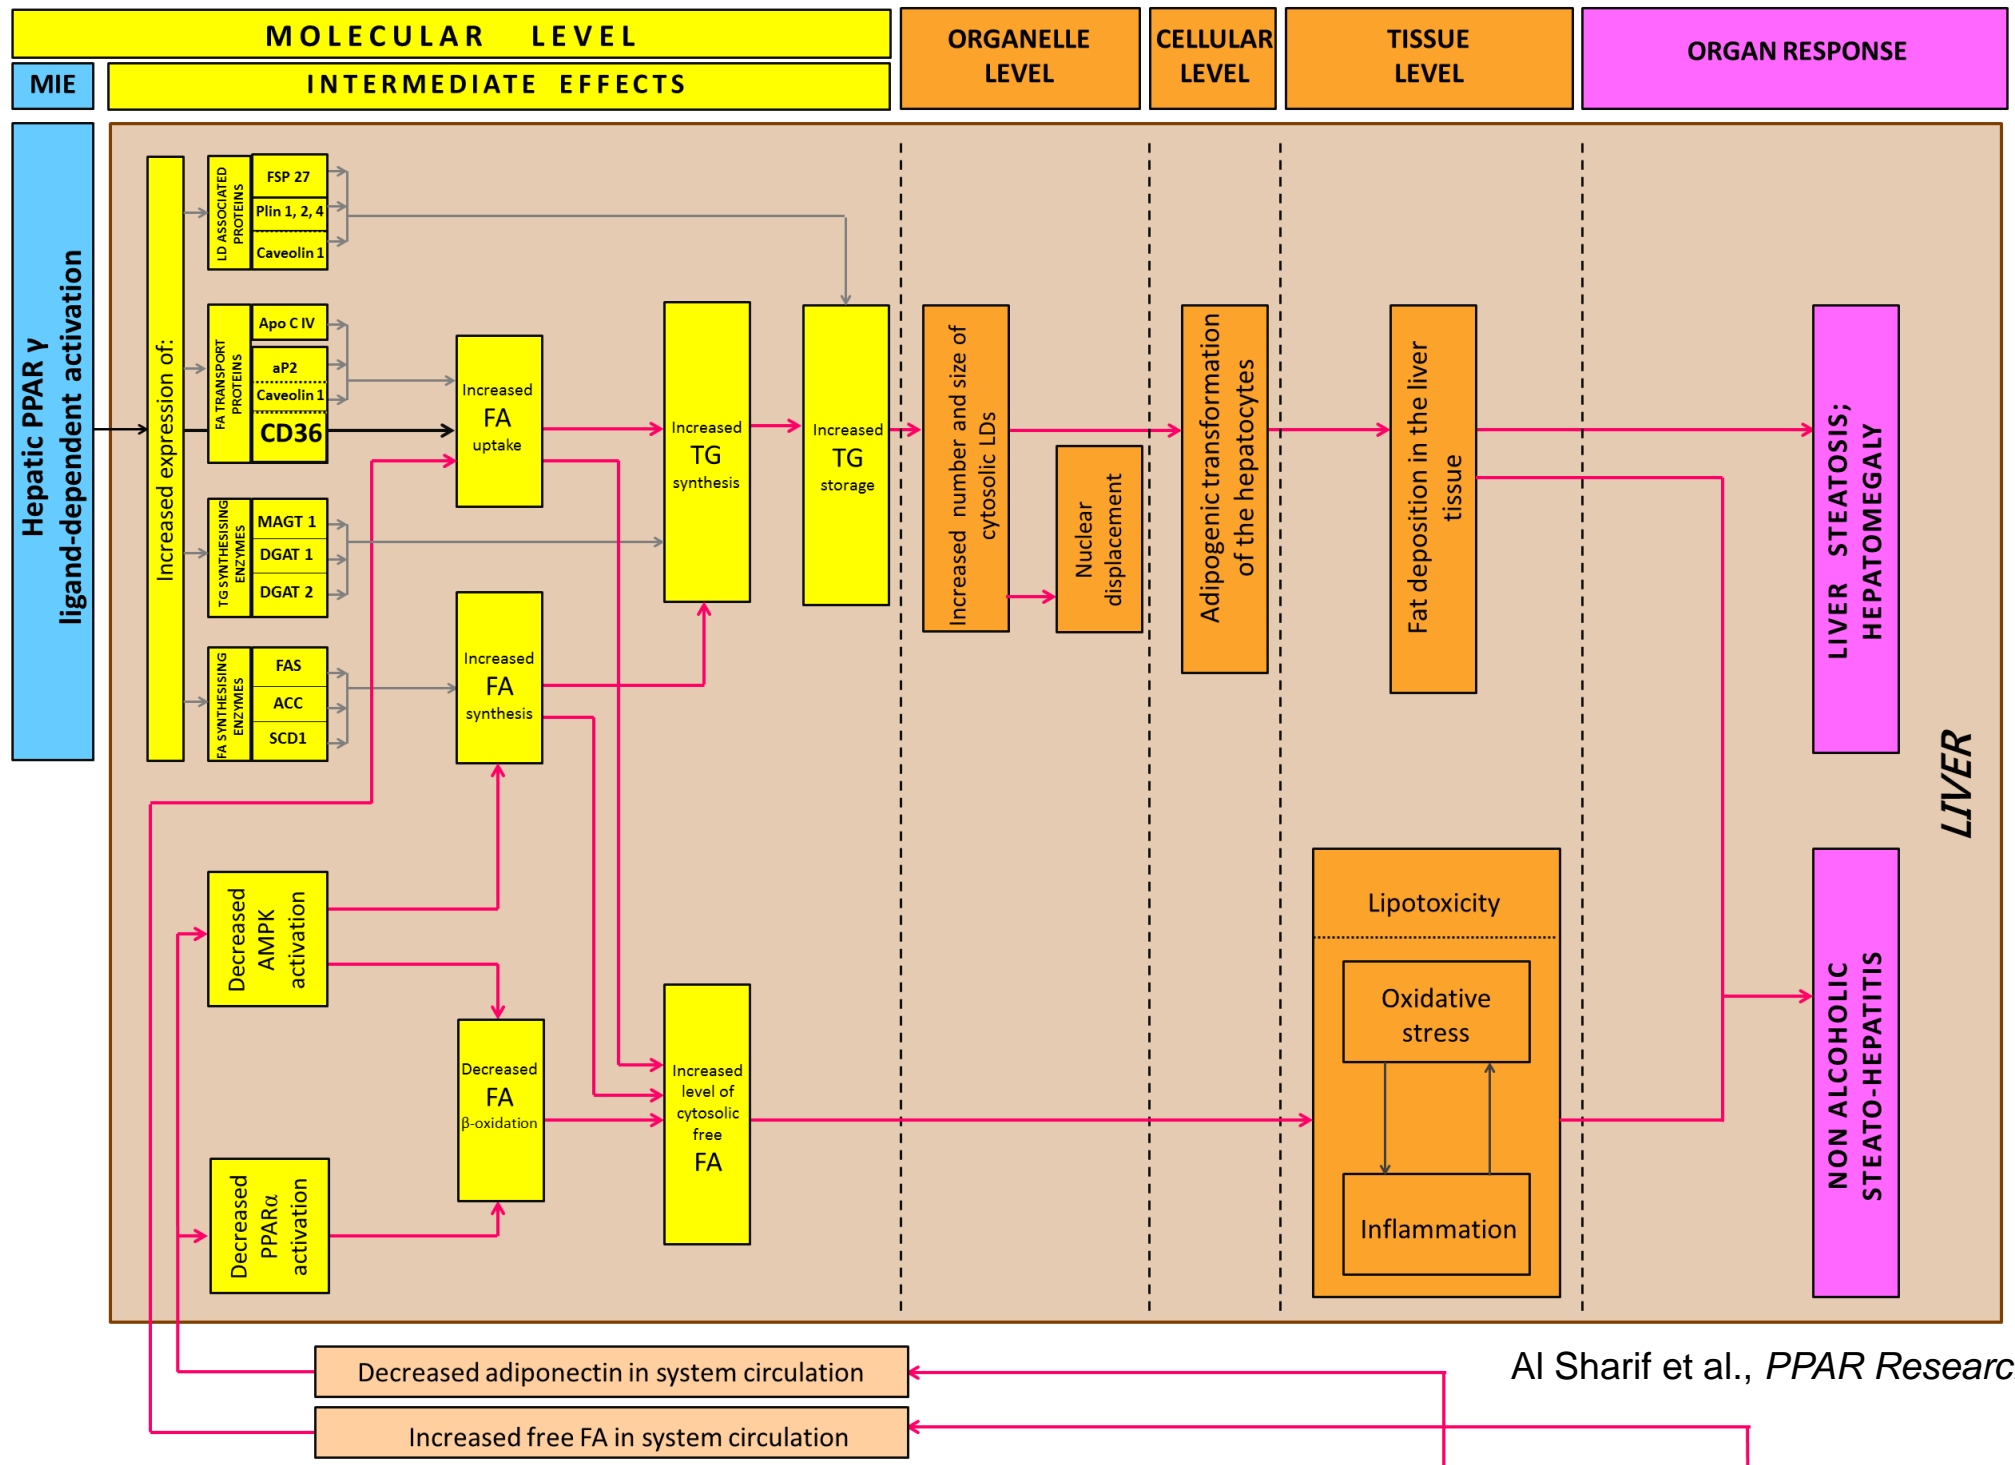 MOLECULAR LEVEL
ORGANELLE
LEVEL
CELLULAR
LEVEL
TISSUE
LEVEL
ORGAN RESPONSE
MIE
INTERMEDIATE EFFECTS
Hepatic PPAR γ
ligand-dependent activation
Increased expression of:
LD ASSOCIATED
PROTEINS
FSP 27
Plin 1, 2, 4
Caveolin 1
FA TRANSPORT
PROTEINS
Apo C IV
aP2
Caveolin 1
CD36
TG SYNTHESISING
ENZYMES
MAGT 1
DGAT 1
DGAT 2
FA SYNTHESISING
ENZYMES
FAS
ACC
SCD1
Increased
FA
uptake
Increased
FA
synthesis
Increased
TG
synthesis
Increased
TG
storage
Increased number and size of
cytosolic LDs
Nuclear
displacement
Adipogenic transformation
of the hepatocytes
Fat deposition in the liver
tissue
LIVER STEATOSIS;
HEPATOMEGALY
LIVER
Decreased
AMPK
activation
Decreased
PPARα
activation
Decreased
FA
β-oxidation
Increased
level of
cytosolic
free
FA
Lipotoxicity
Oxidative
stress
Inflammation
NON ALCOHOLIC
STEATO-HEPATITIS
Decreased adiponectin in system circulation
Increased free FA in system circulation
Al Sharif et al., PPAR Researc